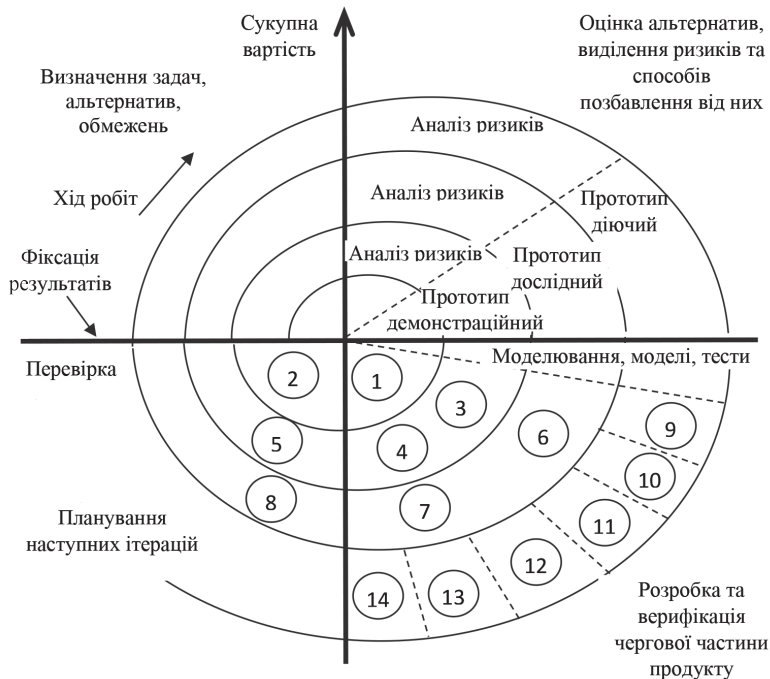 Сукупна
вартість
Оцінка альтернатив,
виділення ризиків та
способів
позбавлення від них
Визначення задач,
альтернатив,
обмежень
Аналіз ризиків
Хід робіт
Аналіз ризиків
Прототип
діючий
Фіксація
результатів
Аналіз ризиків
Прототип
дослідний
Прототип
демонстраційний
Перевірка
Моделювання, моделі, тести
2
1
3
9
5
4
6
10
8
7
11
Планування
наступних ітерацій
12
14
13
Розробка та
верифікація
чергової частини
продукту